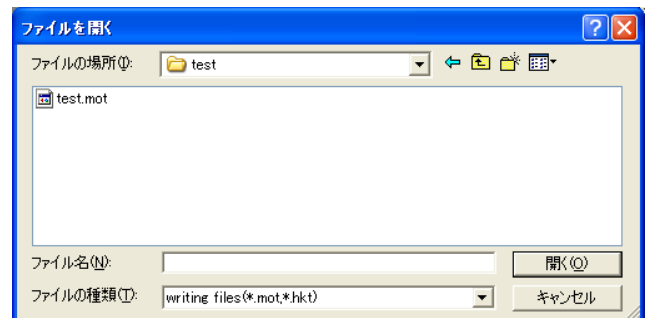 ファイルを開く
ファイルの場所(I): test
test.mot
ファイル名(N): 開く(O)
ファイルの種類(T): writing files(*.mot,*.hkt) キャンセル